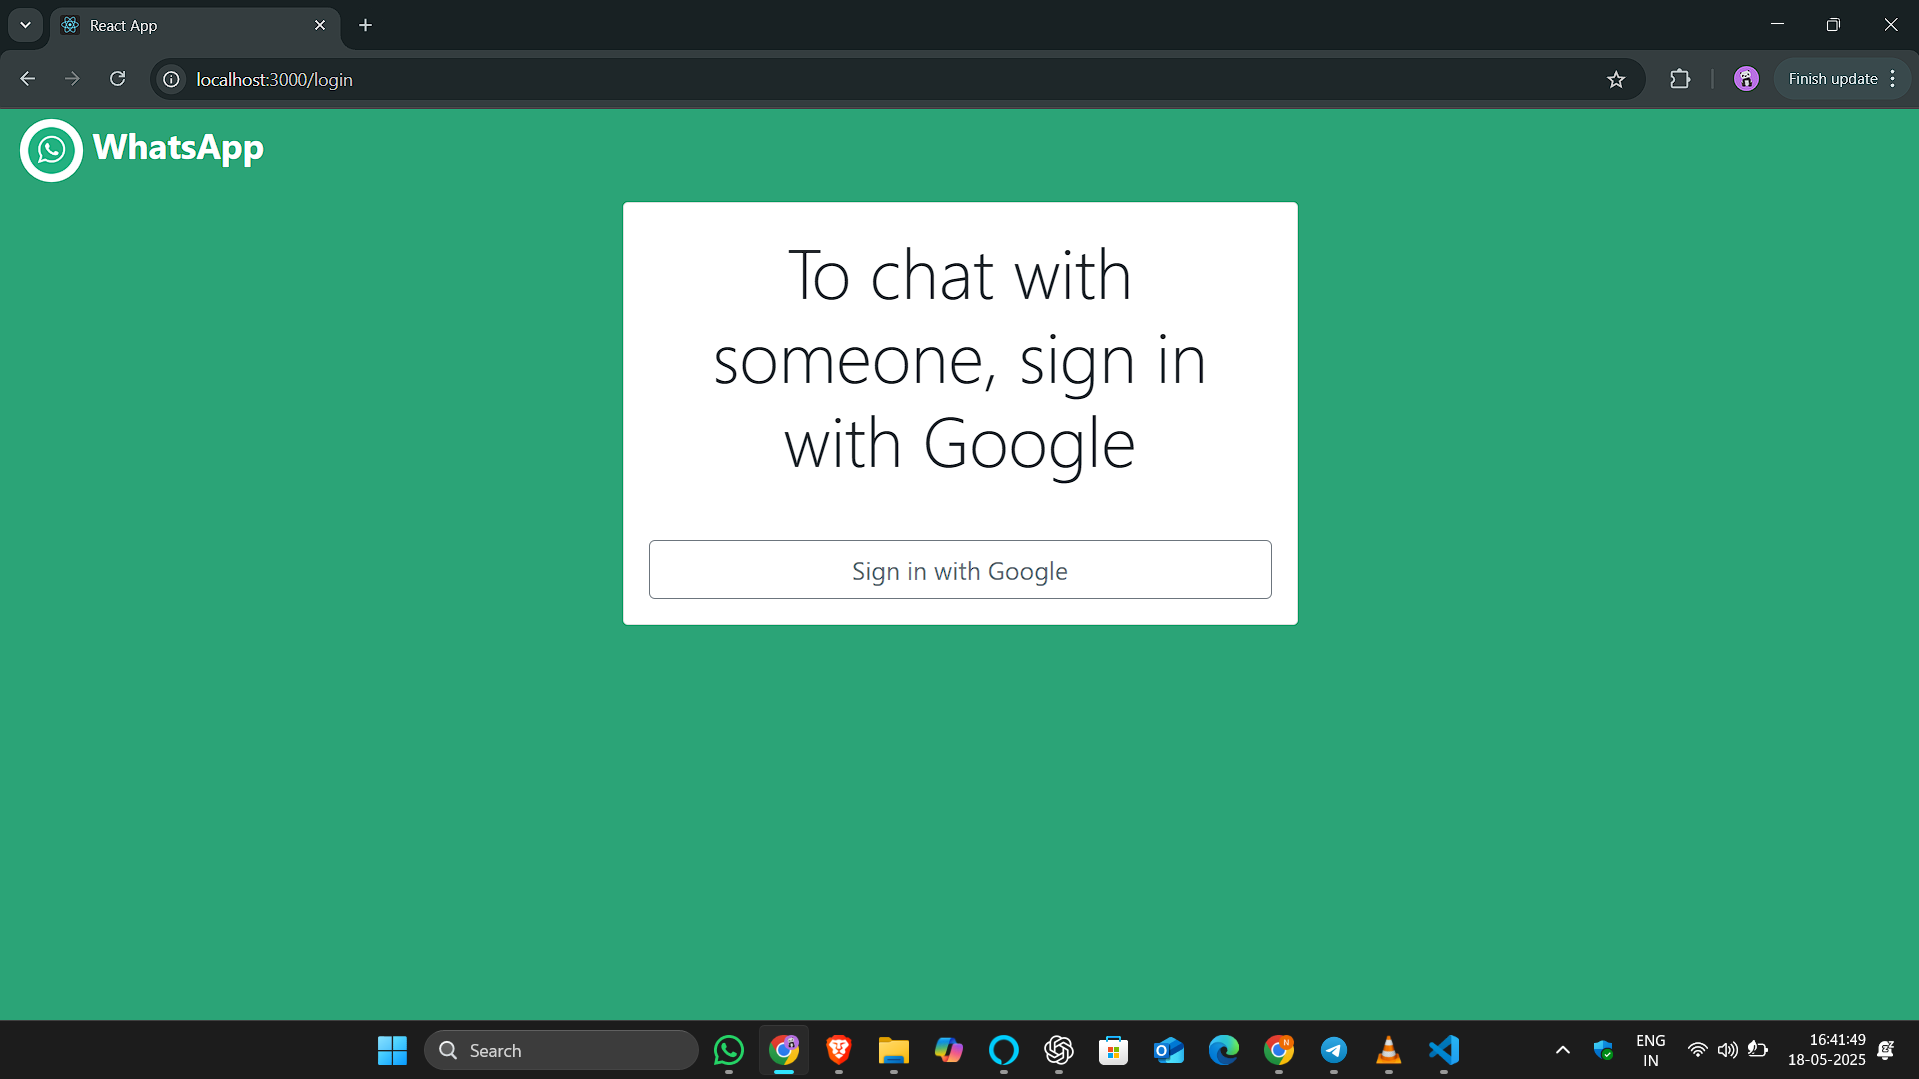 React App
localhost:3000/login
Finish update
WhatsApp
To chat with
someone, sign in
with Google
Sign in with Google
Search
ENG
IN
16:41:49
18-05-2025